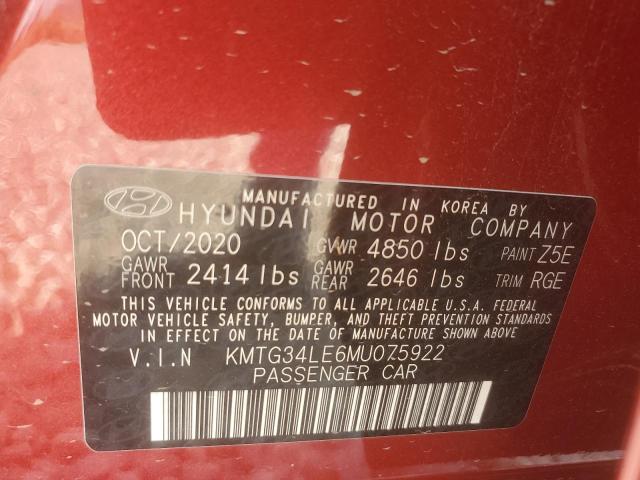 MANUFACTURED IN KOREA BY
HYUNDAI MOTOR COMPANY
OCT/2020 GVWR 4850 lbs PAINT Z5E
GAWR FRONT 2414 lbs GAWR REAR 2646 lbs TRIM RGE
THIS VEHICLE CONFORMS TO ALL APPLICABLE U.S.A. FEDERAL
MOTOR VEHICLE SAFETY, BUMPER, AND THEFT PREVENTION STANDARDS
IN EFFECT ON THE DATE OF MANUFACTURE SHOWN ABOVE
V.I.N KMTG34LE6MU075922
PASSENGER CAR